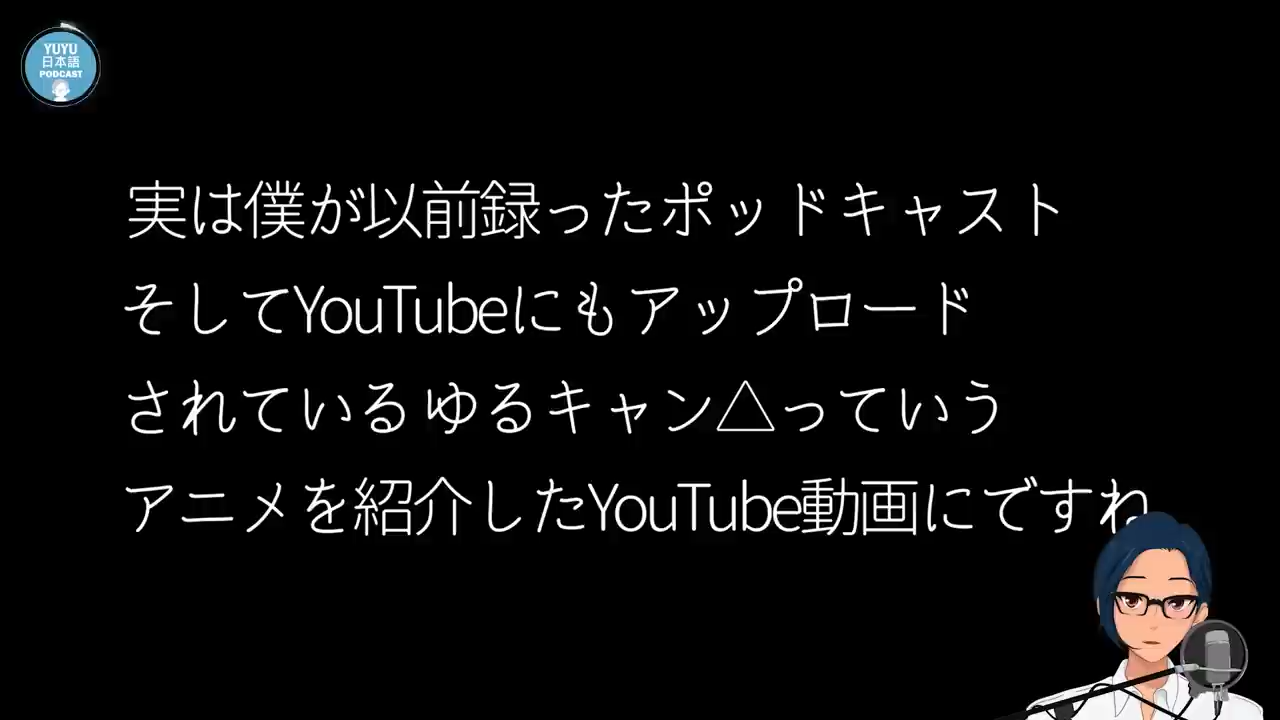 YUYU
日本語
PODCAST
実は僕が以前録ったポッドキャスト
そしてYouTubeにもアップロード
されている ゆるキャン△っていう
アニメを紹介したYouTube動画にですね